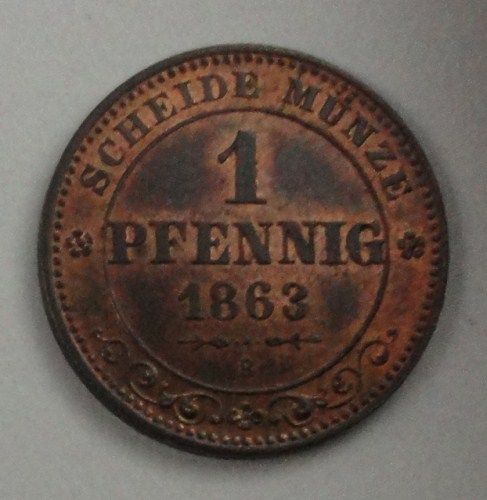 SCHEIDE MÜNZE
1
PFENNIG
1863
B